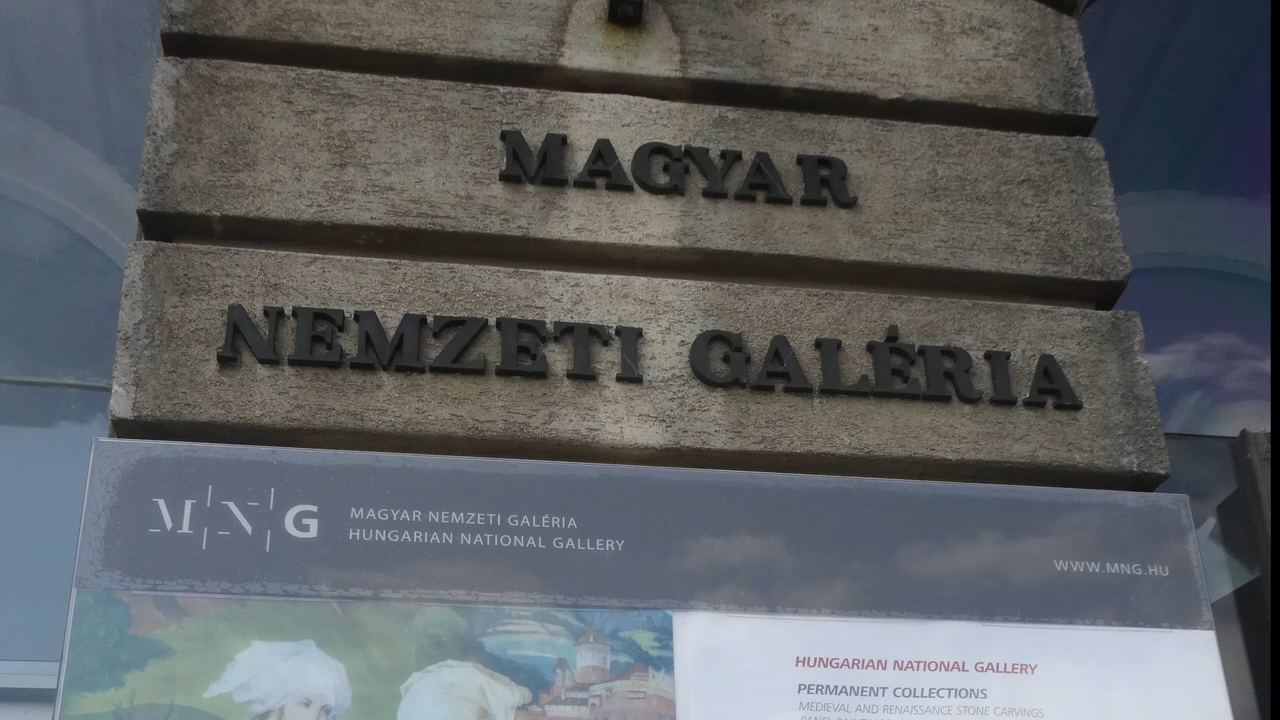 MAGYAR
NEMZETI GALÉRIA
MNG
MAGYAR NEMZETI GALÉRIA
HUNGARIAN NATIONAL GALLERY
WWW.MNG.HU
HUNGARIAN NATIONAL GALLERY
PERMANENT COLLECTIONS
MEDIEVAL AND RENAISSANCE STONE CARVINGS